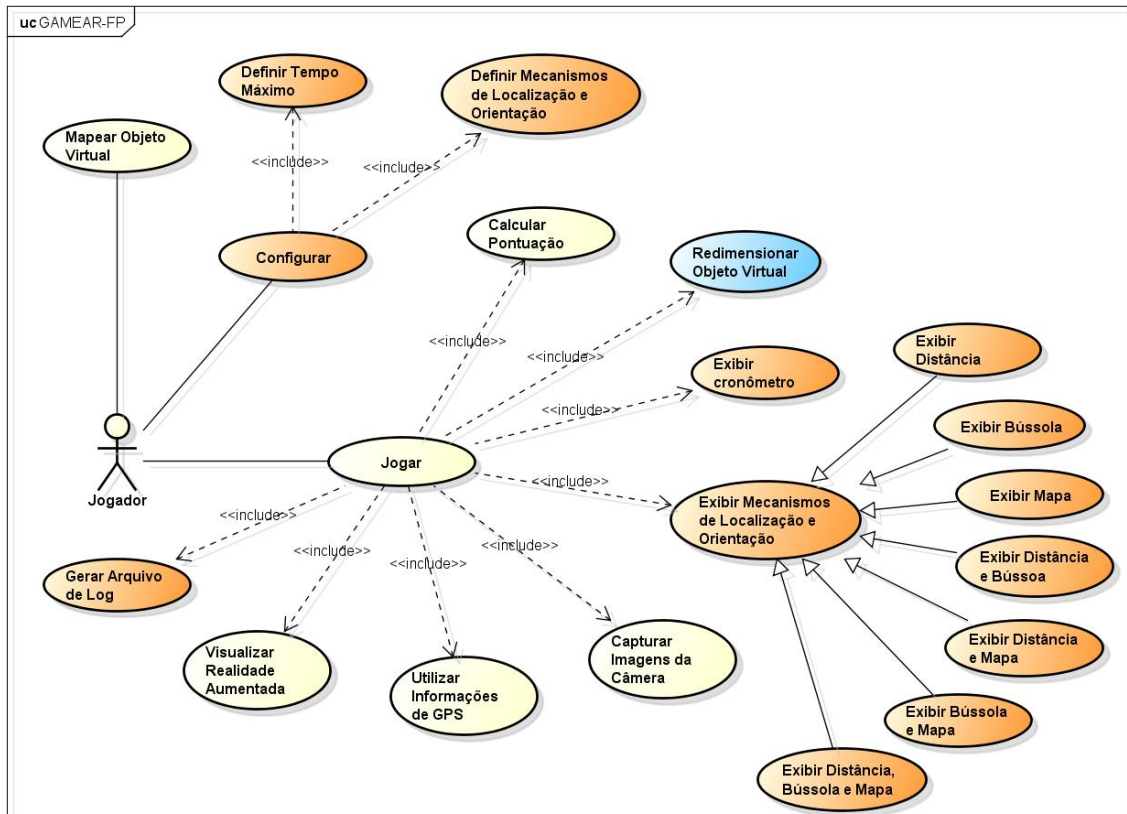 uc GAMEAR-FP
Definir Tempo
Máximo
Definir Mecanismos
de Localização e
Orientação
Mapear Objeto
Virtual
<<include>>
<<include>>
Configurar
Calcular
Pontuação
Redimensionar
Objeto Virtual
<<include>>
<<include>>
Exibir
cronômetro
<<include>>
Exibir
Distância
Exibir Bússola
Jogador
Jogar
<<include>>
Exibir Mecanismos
de Localização e
Orientação
Exibir Mapa
Exibir Distância
e Bússoa
Exibir Distância
e Mapa
Exibir Bússola
e Mapa
Exibir Distância,
Bússola e Mapa
<<include>>
<<include>>
<<include>>
<<include>>
Gerar Arquivo
de Log
Visualizar
Realidade
Aumentada
Utilizar
Informações
de GPS
Capturar
Imagens da
Câmera